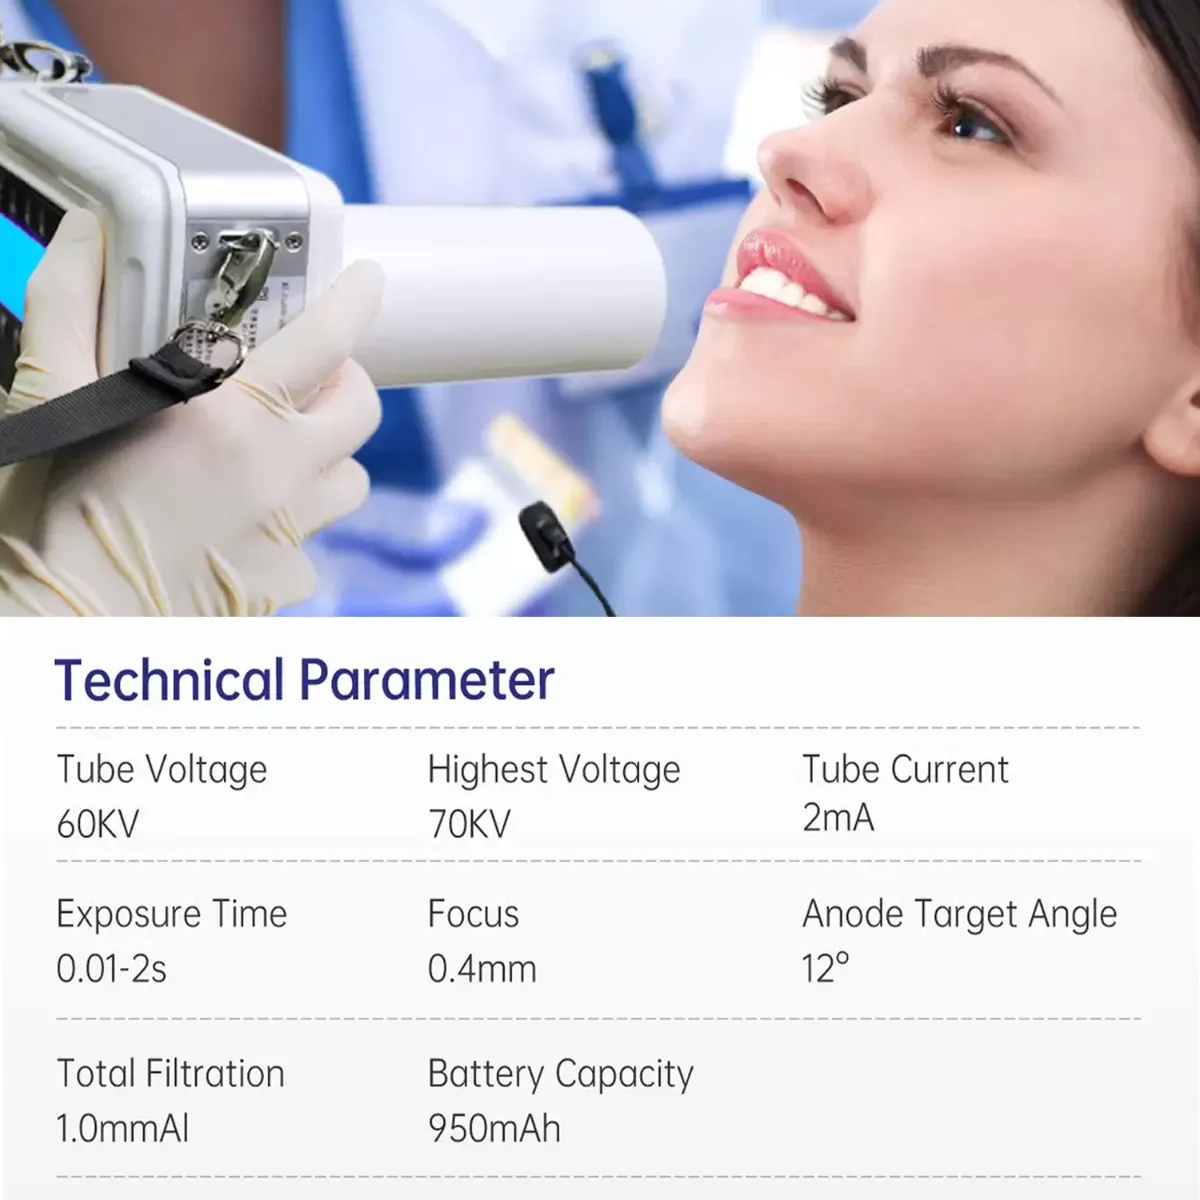 Technical Parameter
Tube Voltage
Highest Voltage
Tube Current
60KV
70KV
2mA
Exposure Time
Focus
Anode Target Angle
0.01-2s
0.4mm
12°
Total Filtration
Battery Capacity
1.0mmAl
950mAh